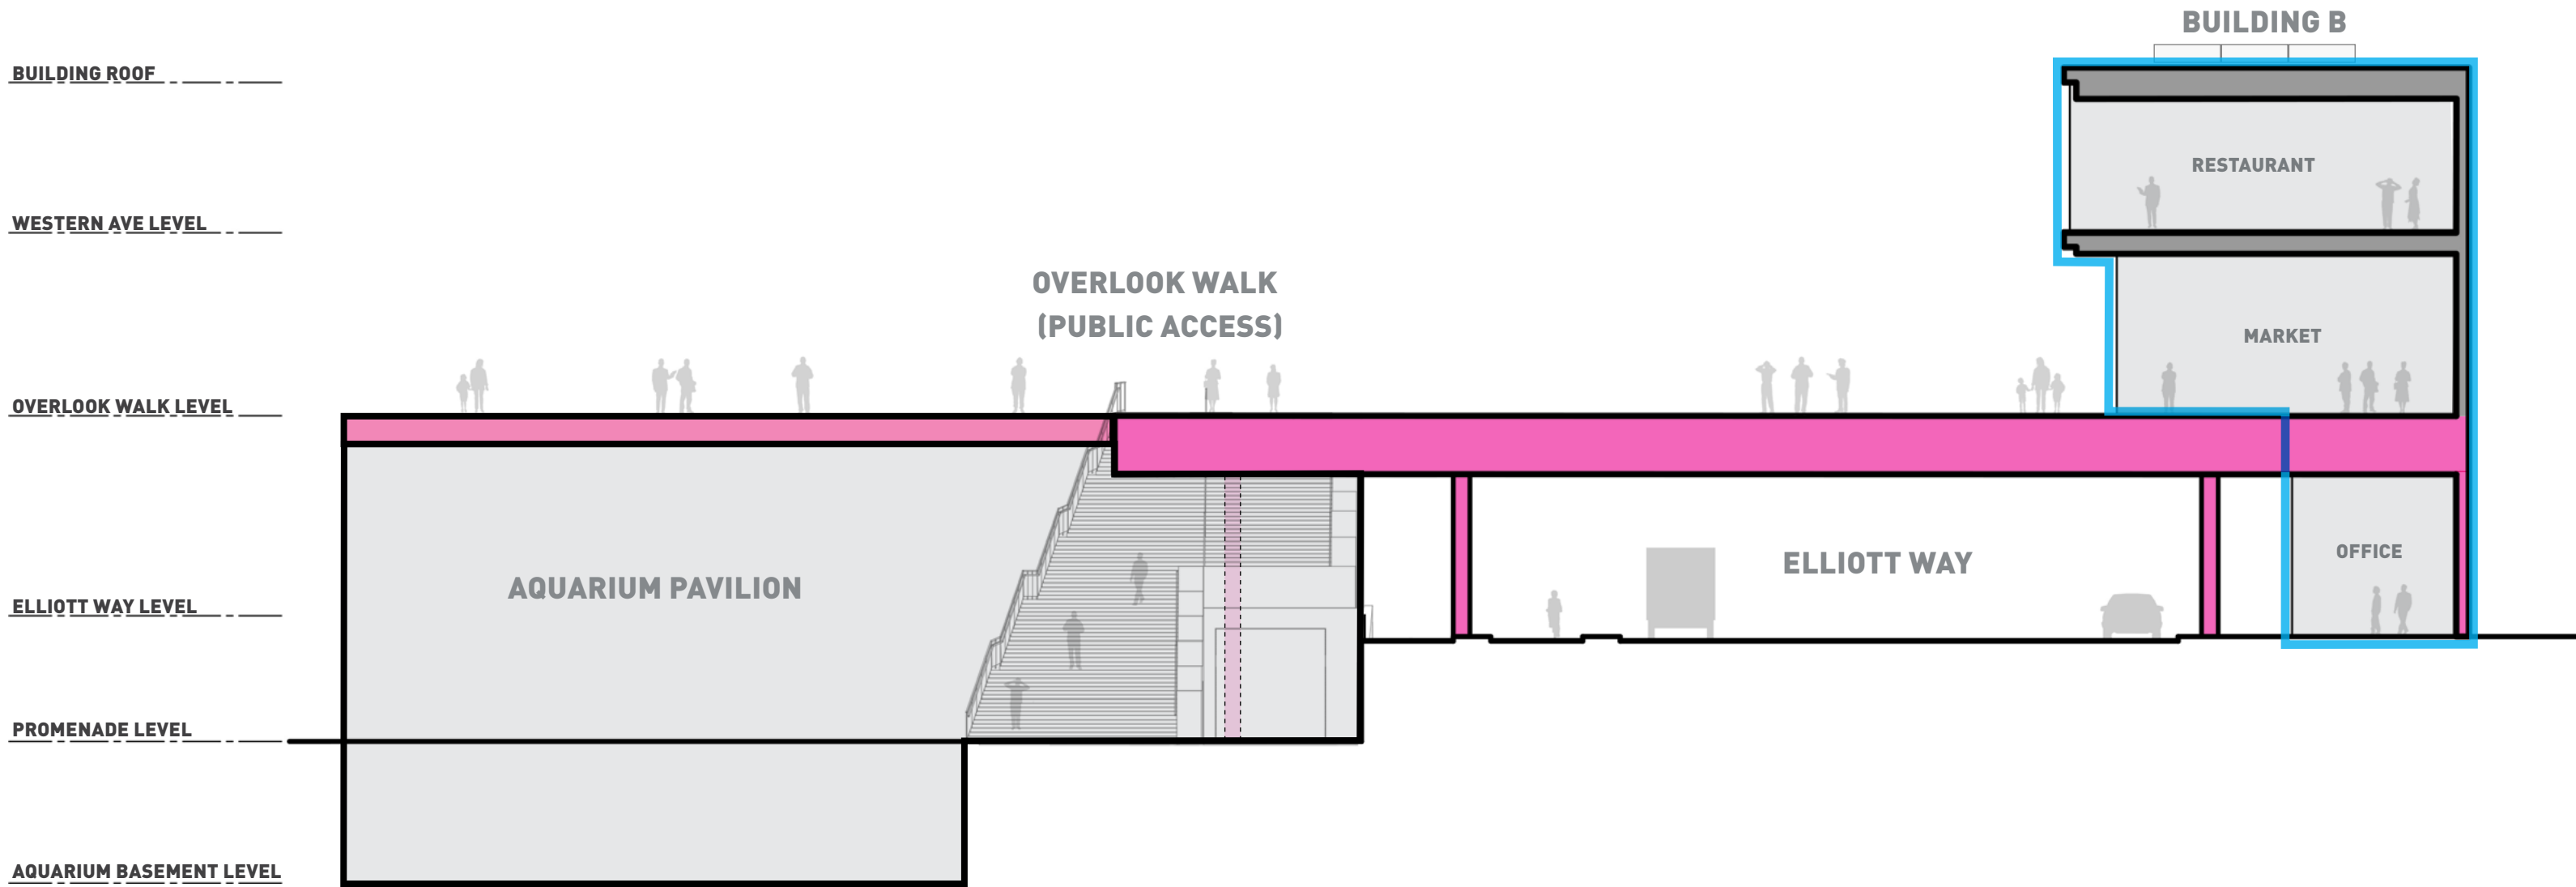 BUILDING B
BUILDING ROOF
RESTAURANT
WESTERN AVE LEVEL
OVERLOOK WALK
(PUBLIC ACCESS)
MARKET
OVERLOOK WALK LEVEL
ELLIOTT WAY
OFFICE
AQUARIUM PAVILION
ELLIOTT WAY LEVEL
PROMENADE LEVEL
AQUARIUM BASEMENT LEVEL